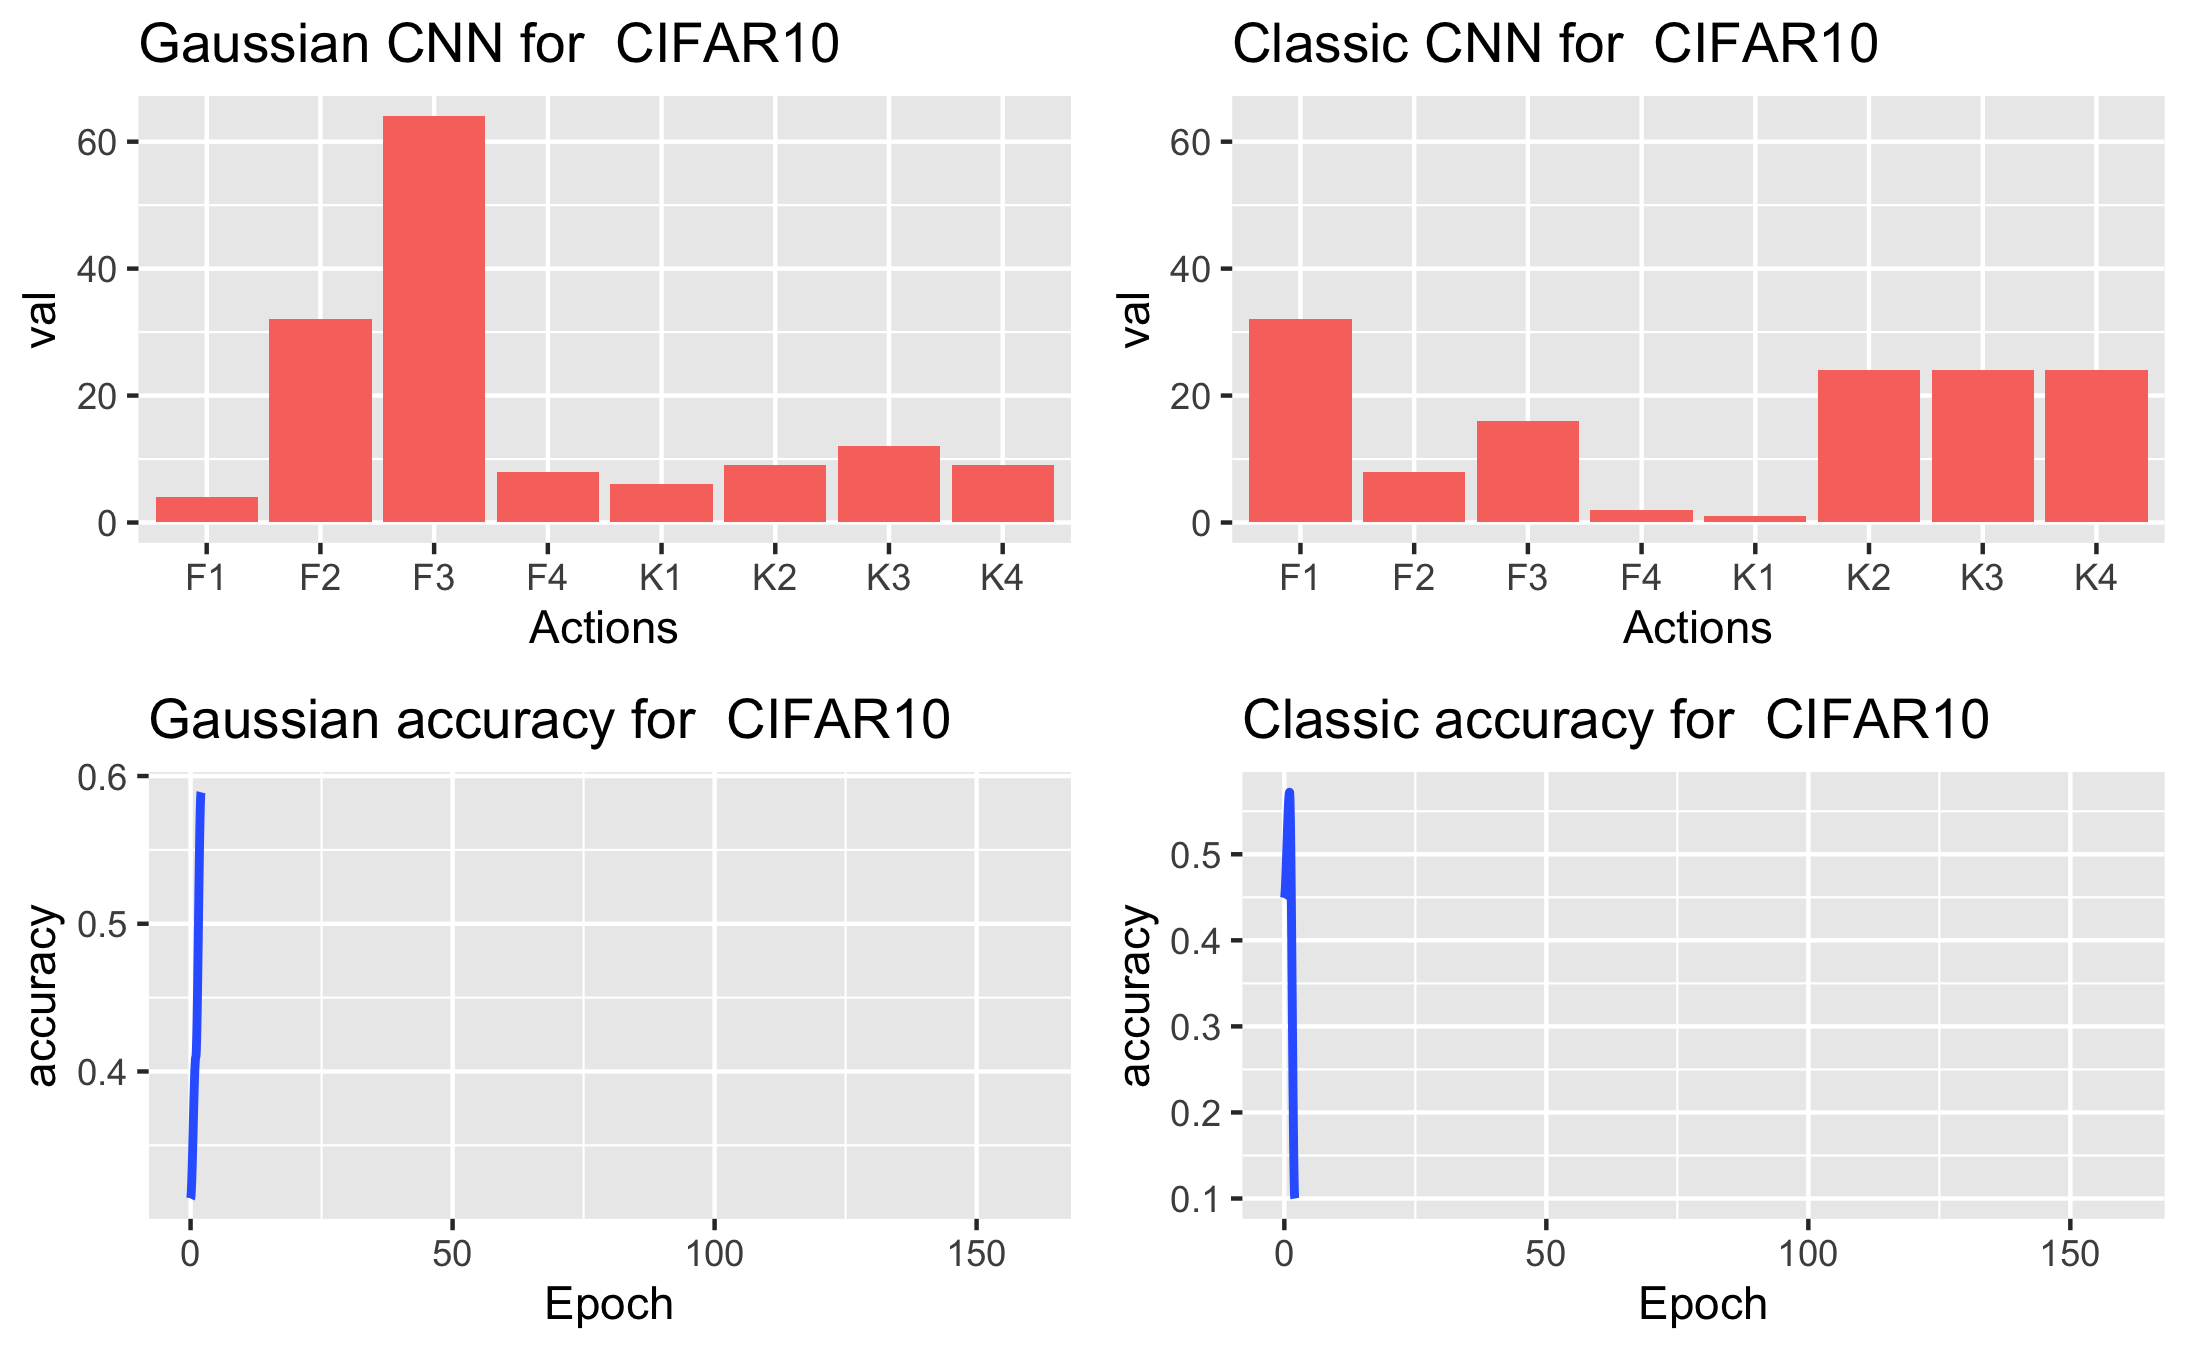 Gaussian CNN for  CIFAR10
60
40
20
0
val
F1 F2 F3 F4 K1 K2 K3 K4
Actions
Classic CNN for  CIFAR10
60
40
20
0
val
F1 F2 F3 F4 K1 K2 K3 K4
Actions
Gaussian accuracy for  CIFAR10
0.6
0.5
0.4
accuracy
0 50 100 150
Epoch
Classic accuracy for  CIFAR10
0.5
0.4
0.3
0.2
0.1
accuracy
0 50 100 150
Epoch